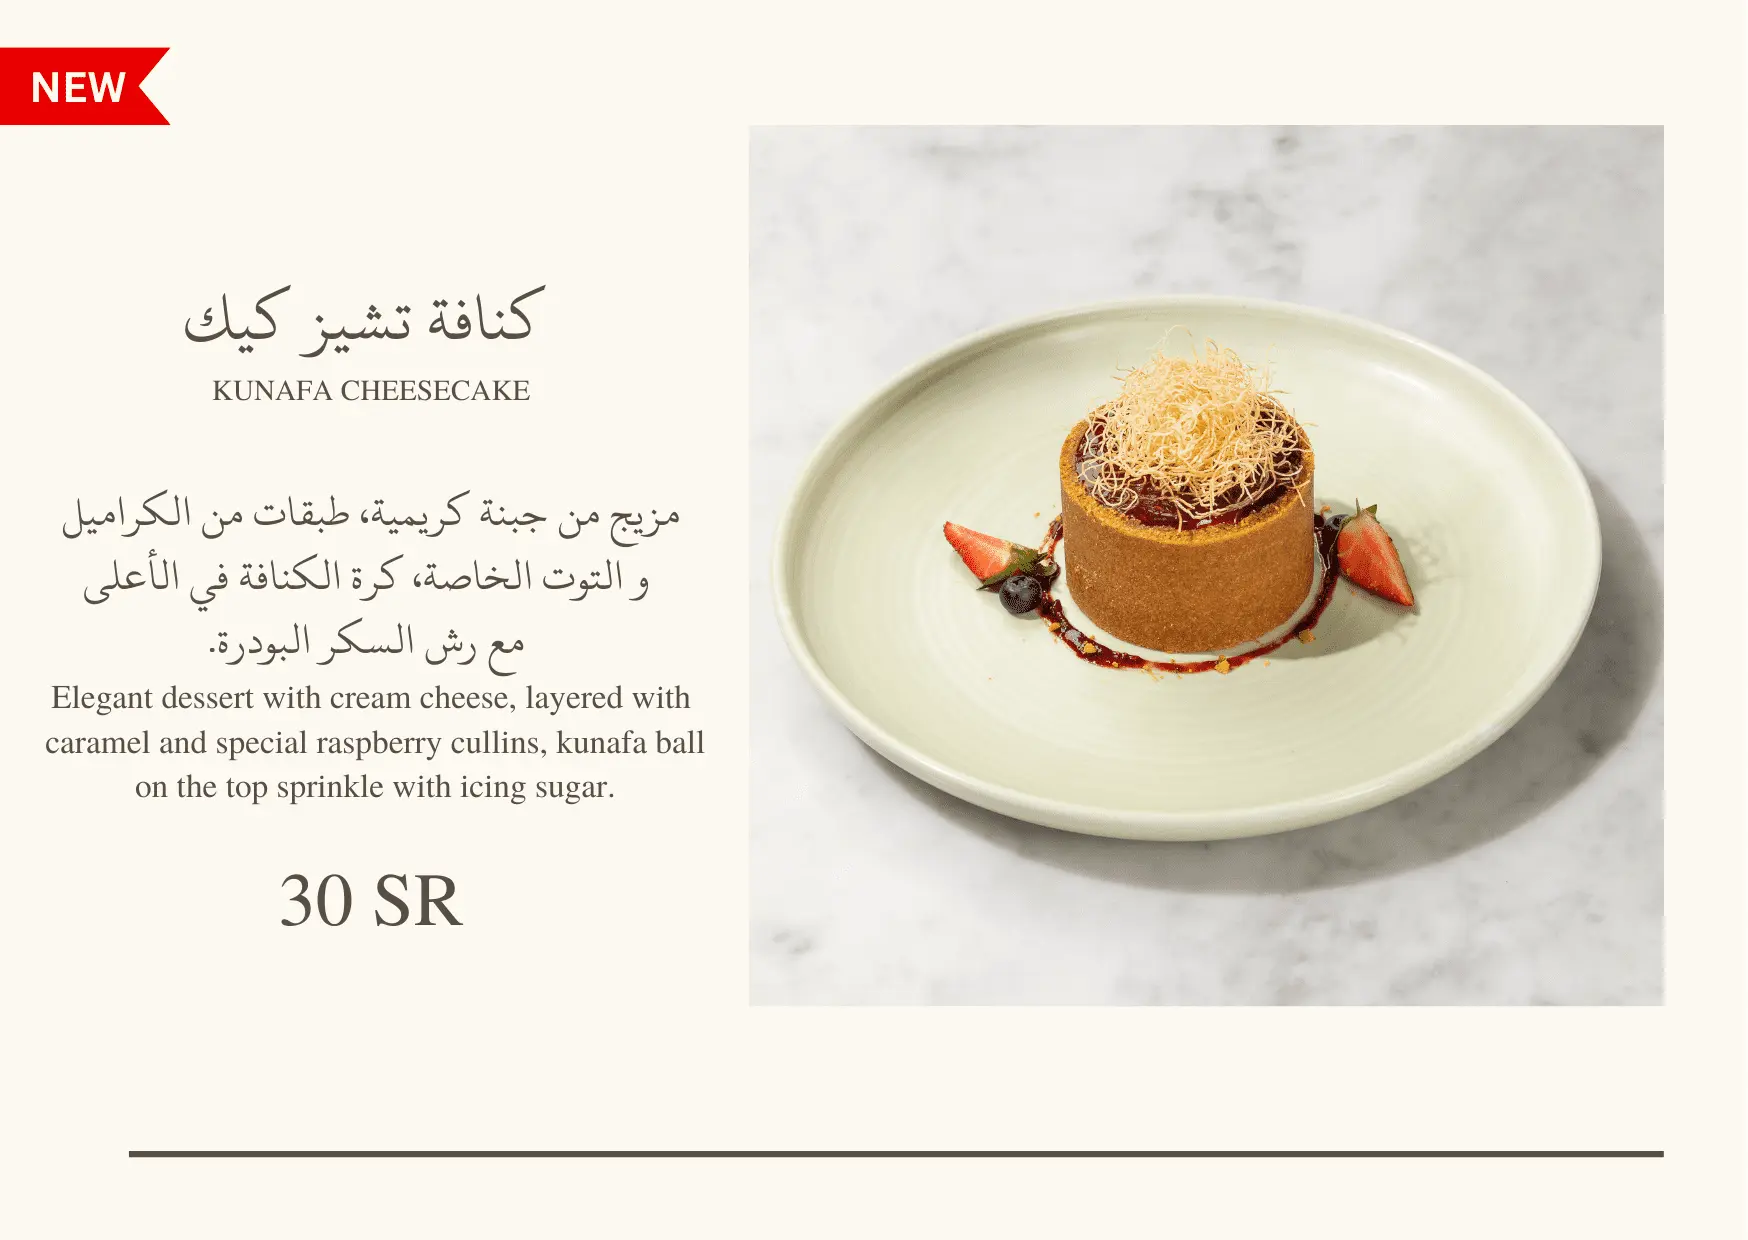 NEW
كنافة تشيز كيك
KUNAFA CHEESECAKE
مزيج من جبنة كريمية، طبقات من الكراميل
و التوت الخاصة، كرة الكنافة في الأعلى
مع رش السكر البودرة.
Elegant dessert with cream cheese, layered with
caramel and special raspberry cullins, kunafa ball
on the top sprinkle with icing sugar.
30 SR